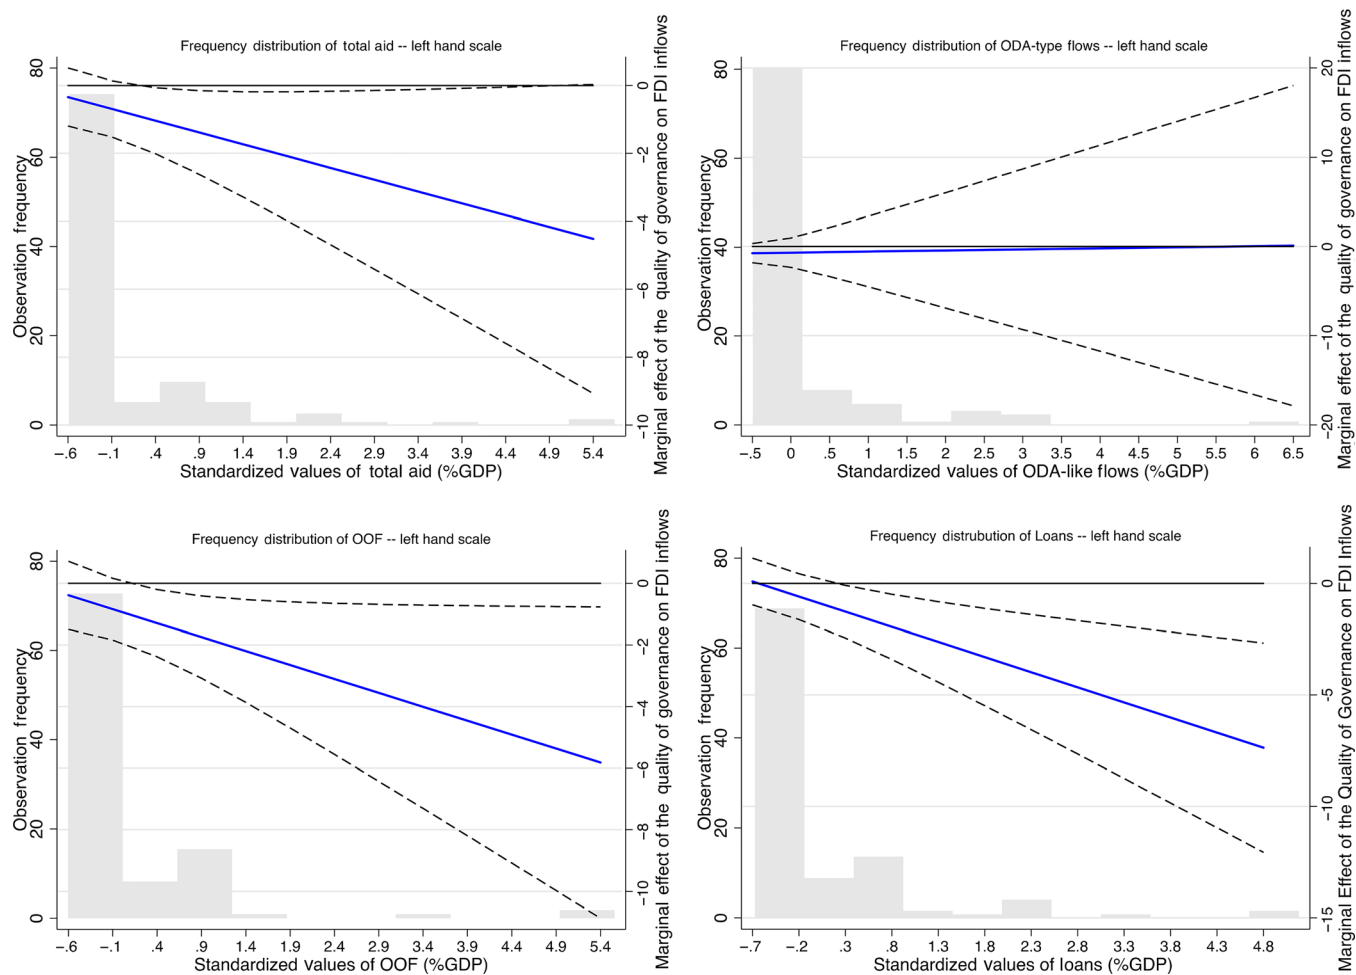 Frequency distribution of total aid -- left hand scale
80
60
40
20
0
Observation frequency
0
-2
-4
-6
-8
-10
Marginal effect of the quality of governance on FDI inflows
-.6 -.1 .4 .9 1.4 1.9 2.4 2.9 3.4 3.9 4.4 4.9 5.4
Standardized values of total aid (%GDP)
Frequency distribution of ODA-type flows -- left hand scale
80
60
40
20
0
Observation frequency
20
10
0
-10
-20
Marginal effect of the quality of governance on FDI inflows
-.5 0 .5 1 1.5 2 2.5 3 3.5 4 4.5 5 5.5 6 6.5
Standardized values of ODA-like flows (%GDP)
Frequency distribution of OOF -- left hand scale
80
60
40
20
0
Observation frequency
0
-2
-4
-6
-8
-10
Marginal effect of the quality of governance on FDI inflows
-.6 -.1 .4 .9 1.4 1.9 2.4 2.9 3.4 3.9 4.4 4.9 5.4
Standardized values of OOF (%GDP)
Frequency distrubution of Loans -- left hand scale
80
60
40
20
0
Observation frequency
0
-5
-10
-15
Marginal Effect of the Quality of Governance on FDI Inflows
-.7 -.2 .3 .8 1.3 1.8 2.3 2.8 3.3 3.8 4.3 4.8
Standardized values of loans (%GDP)